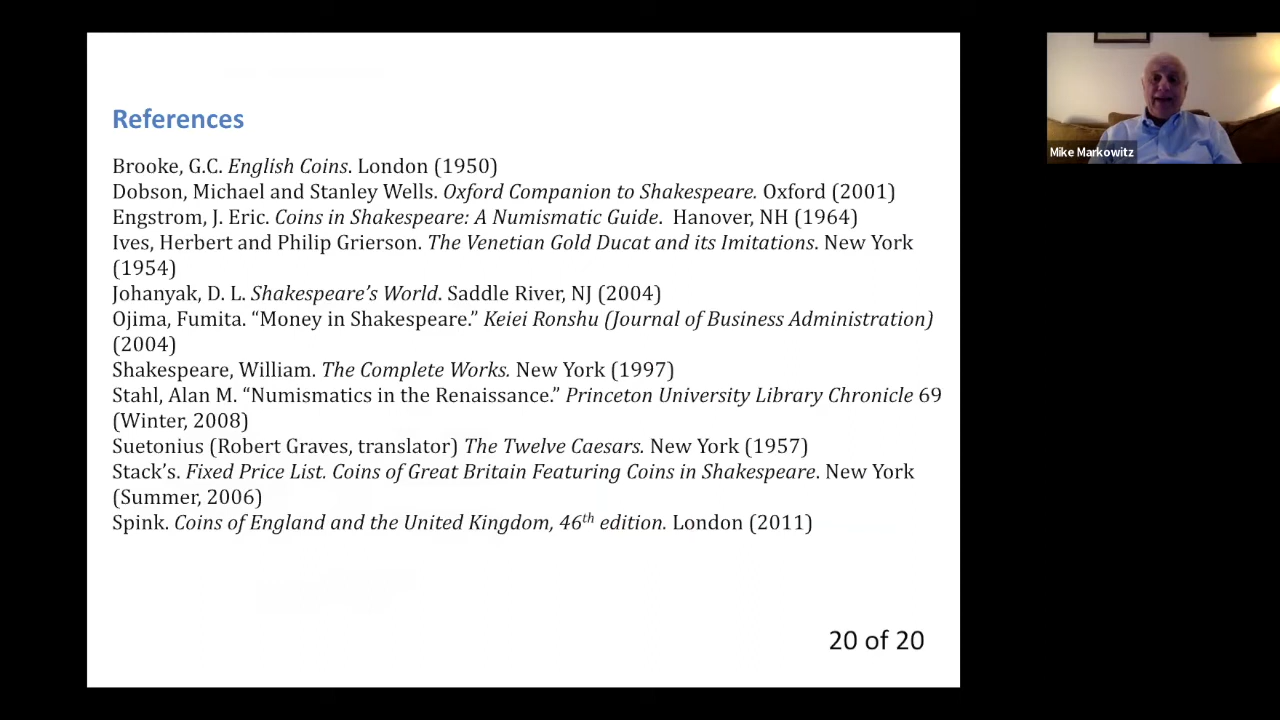 References
Brooke, G.C. English Coins. London (1950)
Dobson, Michael and Stanley Wells. Oxford Companion to Shakespeare. Oxford (2001)
Engstrom, J. Eric. Coins in Shakespeare: A Numismatic Guide.  Hanover, NH (1964)
Ives, Herbert and Philip Grierson. The Venetian Gold Ducat and its Imitations. New York
(1954)
Johanyak, D. L. Shakespeare’s World. Saddle River, NJ (2004)
Ojima, Fumita. “Money in Shakespeare.” Keiei Ronshu (Journal of Business Administration)
(2004)
Shakespeare, William. The Complete Works. New York (1997)
Stahl, Alan M. “Numismatics in the Renaissance.” Princeton University Library Chronicle 69
(Winter, 2008)
Suetonius (Robert Graves, translator) The Twelve Caesars. New York (1957)
Stack’s. Fixed Price List. Coins of Great Britain Featuring Coins in Shakespeare. New York
(Summer, 2006)
Spink. Coins of England and the United Kingdom, 46th edition. London (2011)
20 of 20
Mike Markowitz